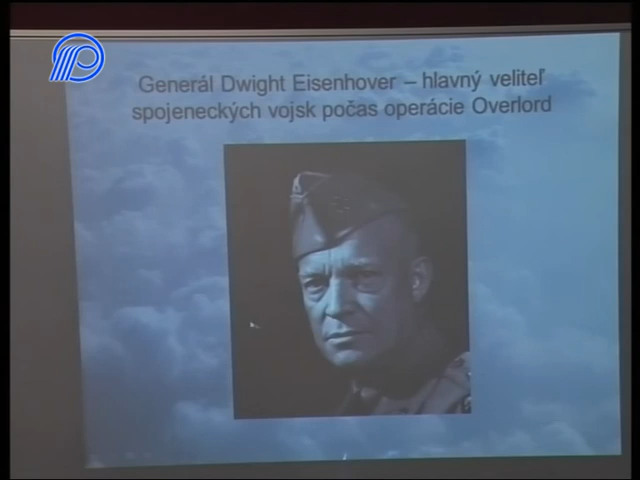 Generál Dwight Eisenhover – hlavný veliteľ
spojeneckých vojsk počas operácie Overlord